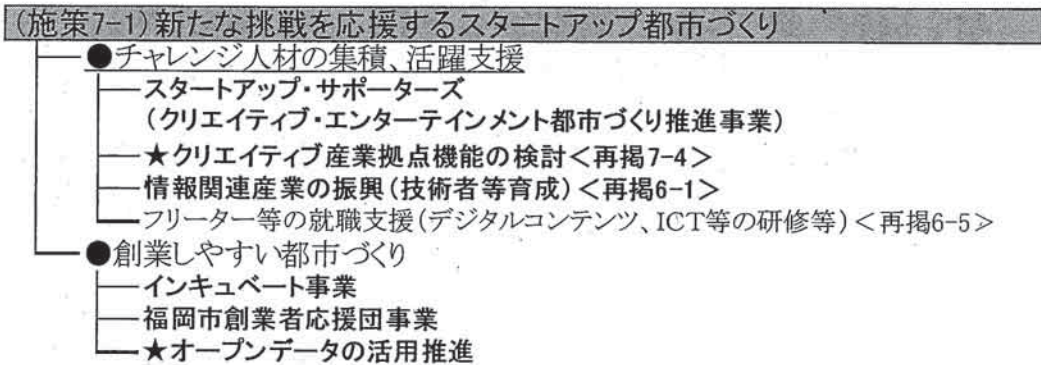 (施策7-1)新たな挑戦を応援するスタートアップ都市づくり
●チャレンジ人材の集積、活躍支援
スタートアップ・サポーターズ
(クリエイティブ・エンターテインメント都市づくり推進事業)
★クリエイティブ産業拠点機能の検討<再掲7-4>
情報関連産業の振興(技術者等育成)<再掲6-1>
フリーター等の就職支援(デジタルコンテンツ、ICT等の研修等)<再掲6-5>
●創業しやすい都市づくり
インキュベート事業
福岡市創業者応援団事業
★オープンデータの活用推進